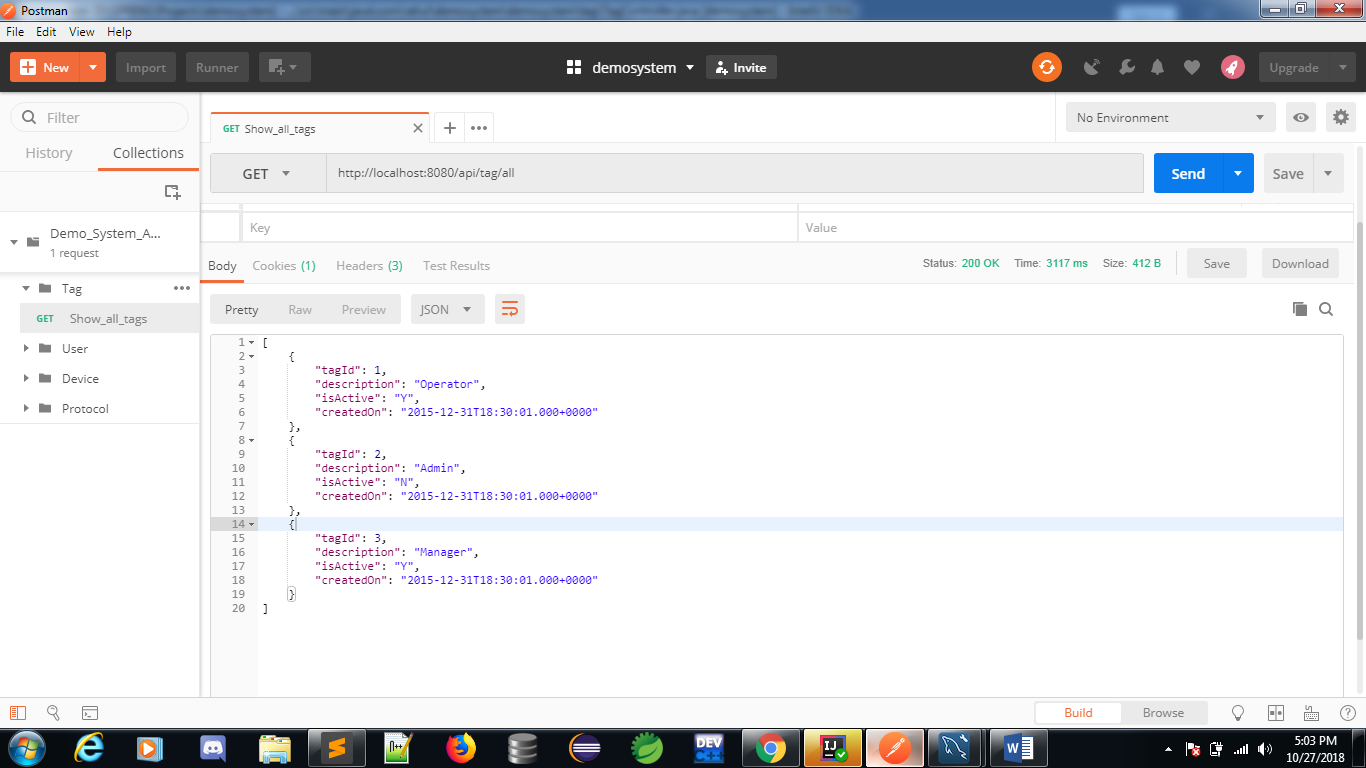 Postman
File Edit View Help
New Import Runner demosystem Invite Upgrade
Filter
History Collections
Demo_System_A...
1 request
Tag
GET Show_all_tags
User
Device
Protocol
GET Show_all_tags
No Environment
GET http://localhost:8080/api/tag/all Send Save
Key Value
Body Cookies (1) Headers (3) Test Results Status: 200 OK Time: 3117 ms Size: 412 B Save Download
Pretty Raw Preview JSON
1 [
2 {
3 "tagId": 1,
4 "description": "Operator",
5 "isActive": "Y",
6 "createdOn": "2015-12-31T18:30:01.000+0000"
7 },
8 {
9 "tagId": 2,
10 "description": "Admin",
11 "isActive": "N",
12 "createdOn": "2015-12-31T18:30:01.000+0000"
13 },
14 {
15 "tagId": 3,
16 "description": "Manager",
17 "isActive": "Y",
18 "createdOn": "2015-12-31T18:30:01.000+0000"
19 }
20 ]
Build Browse
DEV
IJ
W
5:03 PM
10/27/2018